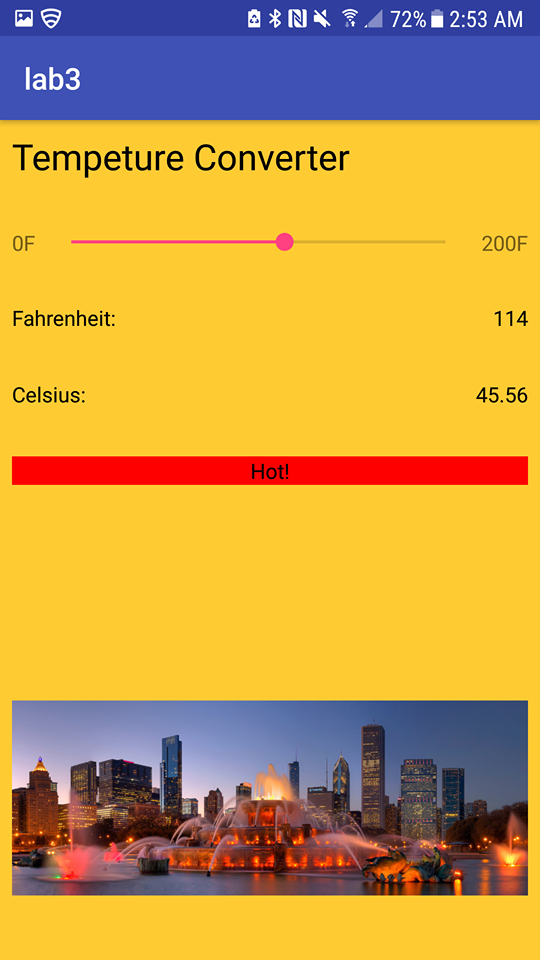 72% 2:53 AM
lab3
Tempeture Converter
0F 200F
Fahrenheit: 114
Celsius: 45.56
Hot!